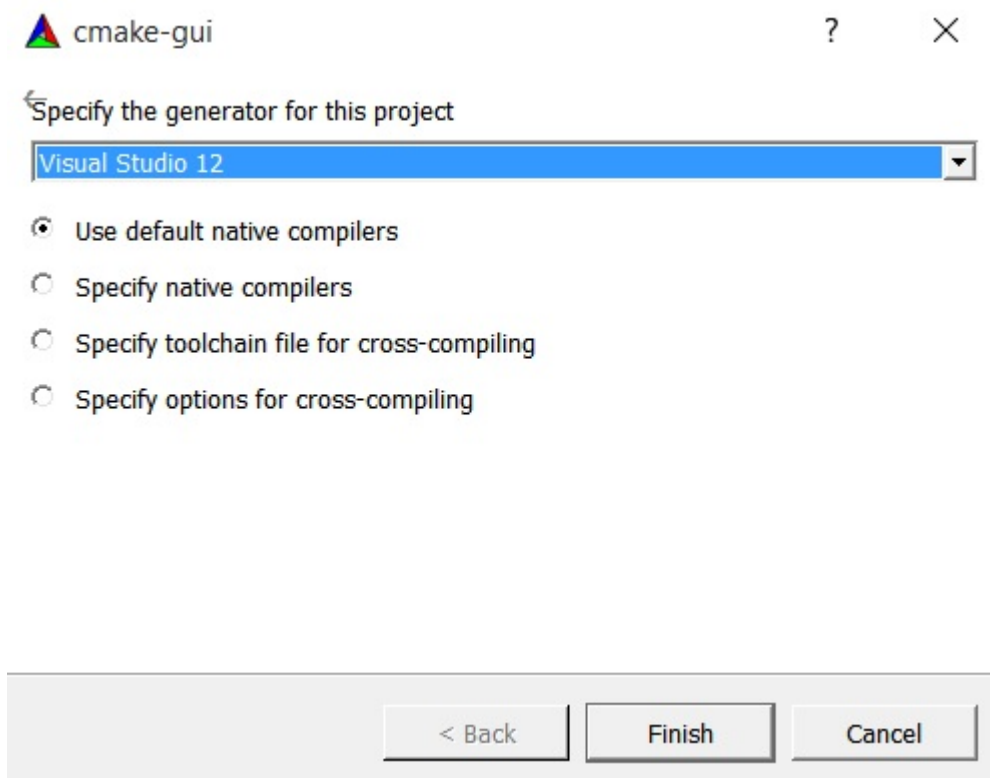 cmake-gui
Specify the generator for this project
Visual Studio 12
Use default native compilers
Specify native compilers
Specify toolchain file for cross-compiling
Specify options for cross-compiling
< Back Finish Cancel